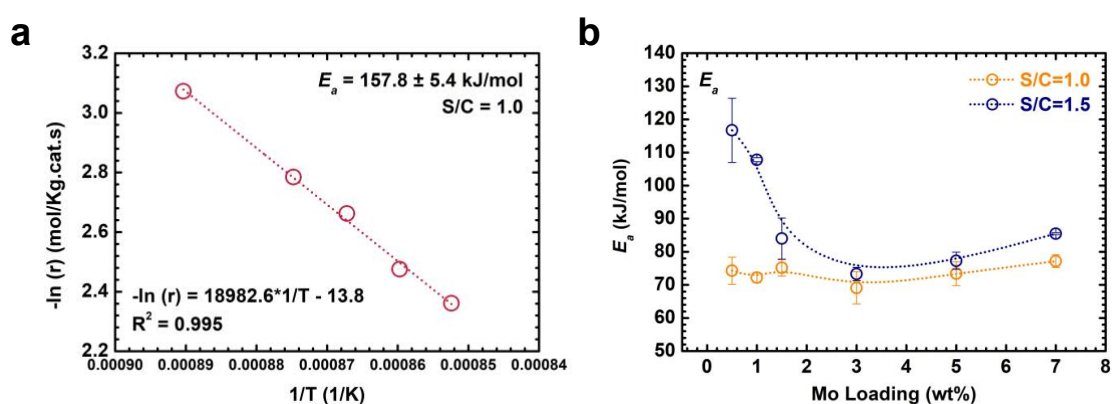 a
3.2
3.0
2.8
2.6
2.4
2.2
-ln (r) (mol/Kg.cat.s)
Ea = 157.8 ± 5.4 kJ/mol
S/C = 1.0
-ln (r) = 18982.6*1/T - 13.8
R² = 0.995
0.00090 0.00089 0.00088 0.00087 0.00086 0.00085 0.00084
1/T (1/K)
b
140
130
120
110
100
90
80
70
60
50
Ea (kJ/mol)
Ea
S/C=1.0
S/C=1.5
0 1 2 3 4 5 6 7 8
Mo Loading (wt%)